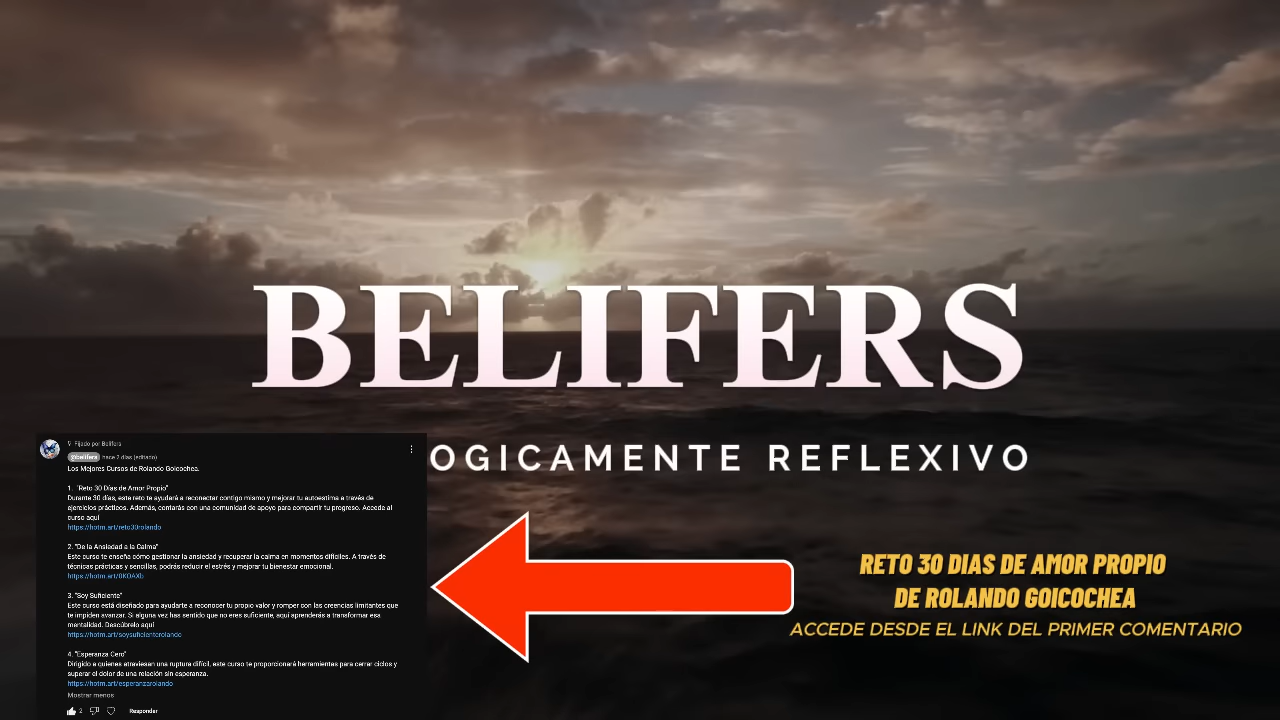 BELIFERS
OGICAMENTE REFLEXIVO
Fijado por Belifers
@belifers hace 2 días (editado)
Los Mejores Cursos de Rolando Goicochea.
1. "Reto 30 Días de Amor Propio"
Durante 30 días, este reto te ayudará a reconectar contigo mismo y mejorar tu autoestima a través de
ejercicios prácticos. Además, contarás con una comunidad de apoyo para compartir tu progreso. Accede al
curso aquí
https://hotm.art/reto30rolando
2. "De la Ansiedad a la Calma"
Este curso te enseña cómo gestionar la ansiedad y recuperar la calma en momentos difíciles. A través de
técnicas prácticas y sencillas, podrás reducir el estrés y mejorar tu bienestar emocional.
https://hotm.art/0KOAXb
3. "Soy Suficiente"
Este curso está diseñado para ayudarte a reconocer tu propio valor y romper con las creencias limitantes que
te impiden avanzar. Si alguna vez has sentido que no eres suficiente, aquí aprenderás a transformar esa
mentalidad. Descúbrelo aquí
https://hotm.art/soysuficienterolando
4. "Esperanza Cero"
Dirigido a quienes atraviesan una ruptura difícil, este curso te proporcionará herramientas para cerrar ciclos y
superar el dolor de una relación sin esperanza.
https://hotm.art/esperanzarolando
Mostrar menos
2 Responder
RETO 30 DIAS DE AMOR PROPIO
DE ROLANDO GOICOCHEA
ACCEDE DESDE EL LINK DEL PRIMER COMENTARIO